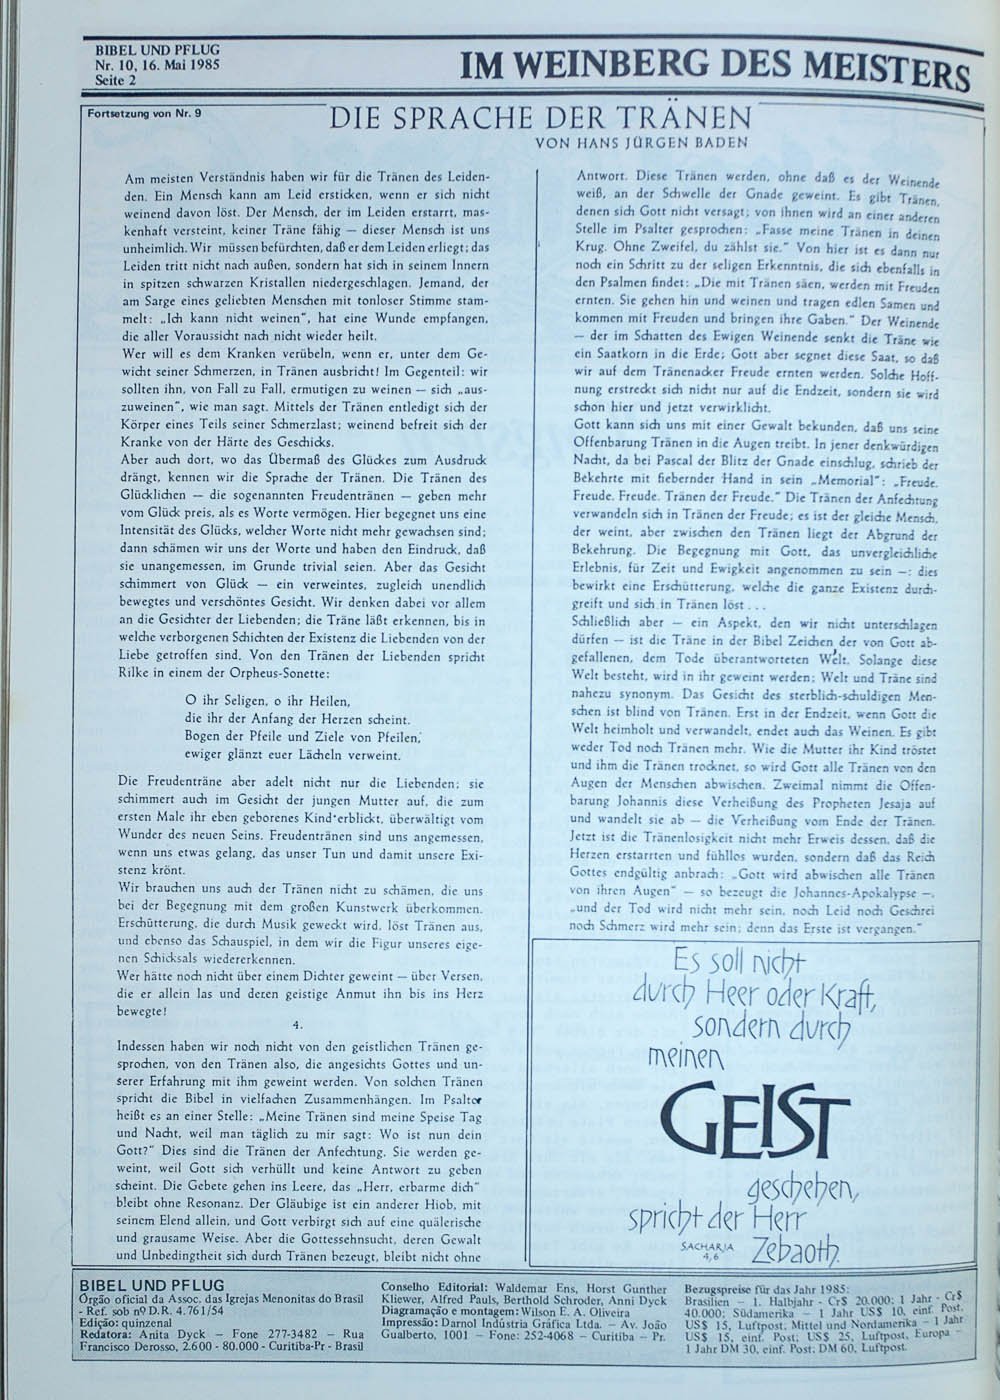 BIBEL UND PFLUG
Nr. 10, 16. Mai 1985
Seite 2
IM WEINBERG DES MEISTERS
Fortsetzung von Nr. 9
DIE SPRACHE DER TRÄNEN
VON HANS JÜRGEN BADEN
Am meisten Verständnis haben wir für die Tränen des Leiden-
den. Ein Mensch kann am Leid ersticken, wenn er sich nicht
weinend davon löst. Der Mensch, der im Leiden erstarrt, mas-
kenhaft versteint, keiner Träne fähig — dieser Mensch ist uns
unheimlich. Wir müssen befürchten, daß er dem Leiden erliegt; das
Leiden tritt nicht nach außen, sondern hat sich in seinem Innern
in spitzen schwarzen Kristallen niedergeschlagen. Jemand, der
am Sarge eines geliebten Menschen mit tonloser Stimme stam-
melt: „Ich kann nicht weinen“, hat eine Wunde empfangen,
die aller Voraussicht nach nicht wieder heilt.
Wer will es dem Kranken verübeln, wenn er, unter dem Ge-
wicht seiner Schmerzen, in Tränen ausbricht! Im Gegenteil: wir
sollten ihn, von Fall zu Fall, ermutigen zu weinen — sich „aus-
zuweinen“, wie man sagt. Mittels der Tränen entledigt sich der
Körper eines Teils seiner Schmerzlast; weinend befreit sich der
Kranke von der Härte des Geschicks.
Aber auch dort, wo das Übermaß des Glückes zum Ausdruck
drängt, kennen wir die Sprache der Tränen. Die Tränen des
Glücklichen — die sogenannten Freudentränen — geben mehr
vom Glück preis, als es Worte vermögen. Hier begegnet uns eine
Intensität des Glücks, welcher Worte nicht mehr gewachsen sind;
dann schämen wir uns der Worte und haben den Eindruck, daß
sie unangemessen, im Grunde trivial seien. Aber das Gesicht
schimmert von Glück — ein verweintes, zugleich unendlich
bewegtes und verschöntes Gesicht. Wir denken dabei vor allem
an die Gesichter der Liebenden; die Träne läßt erkennen, bis in
welche verborgenen Schichten der Existenz die Liebenden von der
Liebe getroffen sind. Von den Tränen der Liebenden spricht
Rilke in einem der Orpheus-Sonette:
O ihr Seligen, o ihr Heilen,
die ihr der Anfang der Herzen scheint.
Bogen der Pfeile und Ziele von Pfeilen,
ewiger glänzt euer Lächeln verweint.
Die Freudenträne aber adelt nicht nur die Liebenden; sie
schimmert auch im Gesicht der jungen Mutter auf, die zum
ersten Male ihr eben geborenes Kind erblickt, überwältigt vom
Wunder des neuen Seins. Freudentränen sind uns angemessen,
wenn uns etwas gelang, das unser Tun und damit unsere Exi-
stenz krönt.
Wir brauchen uns auch der Tränen nicht zu schämen, die uns
bei der Begegnung mit dem großen Kunstwerk überkommen.
Erschütterung, die durch Musik geweckt wird, löst Tränen aus,
und ebenso das Schauspiel, in dem wir die Figur unseres eige-
nen Schicksals wiedererkennen.
Wer hätte noch nicht über einem Dichter geweint — über Versen,
die er allein las und deren geistige Anmut ihn bis ins Herz
bewegte!
4.
Indessen haben wir noch nicht von den geistlichen Tränen ge-
sprochen, von den Tränen also, die angesichts Gottes und un-
serer Erfahrung mit ihm geweint werden. Von solchen Tränen
spricht die Bibel in vielfachen Zusammenhängen. Im Psalter
heißt es an einer Stelle: „Meine Tränen sind meine Speise Tag
und Nacht, weil man täglich zu mir sagt: Wo ist nun dein
Gott?“ Dies sind die Tränen der Anfechtung. Sie werden ge-
weint, weil Gott sich verhüllt und keine Antwort zu geben
scheint. Die Gebete gehen ins Leere, das „Herr, erbarme dich“
bleibt ohne Resonanz. Der Gläubige ist ein anderer Hiob, mit
seinem Elend allein, und Gott verbirgt sich auf eine quälerische
und grausame Weise. Aber die Gottessehnsucht, deren Gewalt
und Unbedingtheit sich durch Tränen bezeugt, bleibt nicht ohne
Antwort. Diese Tränen werden, ohne daß es der Weinende
weiß, an der Schwelle der Gnade geweint. Es gibt Tränen,
denen sich Gott nicht versagt; von ihnen wird an einer anderen
Stelle im Psalter gesprochen: „Fasse meine Tränen in deinen
Krug. Ohne Zweifel, du zählst sie.“ Von hier ist es dann nur
noch ein Schritt zu der seligen Erkenntnis, die sich ebenfalls in
den Psalmen findet: „Die mit Tränen säen, werden mit Freuden
ernten. Sie gehen hin und weinen und tragen edlen Samen und
kommen mit Freuden und bringen ihre Gaben.“ Der Weinende
— der im Schatten des Ewigen Weinende senkt die Träne wie
ein Saatkorn in die Erde; Gott aber segnet diese Saat, so daß
wir auf dem Tränenacker Freude ernten werden. Solche Hoff-
nung erstreckt sich nicht nur auf die Endzeit, sondern sie wird
schon hier und jetzt verwirklicht.
Gott kann sich uns mit einer Gewalt bekunden, daß uns seine
Offenbarung Tränen in die Augen treibt. In jener denkwürdigen
Nacht, da bei Pascal der Blitz der Gnade einschlug, schrieb der
Bekehrte mit fiebernder Hand in sein „Memorial“: „Freude.
Freude. Freude. Tränen der Freude.“ Die Tränen der Anfechtung
verwandeln sich in Tränen der Freude; es ist der gleiche Mensch,
der weint, aber zwischen den Tränen liegt der Abgrund der
Bekehrung. Die Begegnung mit Gott, das unvergleichliche
Erlebnis, für Zeit und Ewigkeit angenommen zu sein —: dies
bewirkt eine Erschütterung, welche die ganze Existenz durch-
greift und sich in Tränen löst . . .
Schließlich aber — ein Aspekt, den wir nicht unterschlagen
dürfen — ist die Träne in der Bibel Zeichen der von Gott ab-
gefallenen, dem Tode überantworteten Welt. Solange diese
Welt besteht, wird in ihr geweint werden; Welt und Träne sind
nahezu synonym. Das Gesicht des sterblich-schuldigen Men-
schen ist blind von Tränen. Erst in der Endzeit, wenn Gott die
Welt heimholt und verwandelt, endet auch das Weinen. Es gibt
weder Tod noch Tränen mehr. Wie die Mutter ihr Kind tröstet
und ihm die Tränen trocknet, so wird Gott alle Tränen von den
Augen der Menschen abwischen. Zweimal nimmt die Offen-
barung Johannis diese Verheißung des Propheten Jesaja auf
und wandelt sie ab — die Verheißung vom Ende der Tränen.
Jetzt ist die Tränenlosigkeit nicht mehr Erweis dessen, daß die
Herzen erstarrten und fühllos wurden, sondern daß das Reich
Gottes endgültig anbrach: „Gott wird abwischen alle Tränen
von ihren Augen“ — so bezeugt die Johannes-Apokalypse —,
„und der Tod wird nicht mehr sein, noch Leid noch Geschrei
noch Schmerz wird mehr sein; denn das Erste ist vergangen.“
Es soll nicht
durch Heer oder Kraft,
sondern durch
meinen
GEIST
geschehen,
spricht der Herr
SACHARJA
4,6
Zebaoth.
BIBEL UND PFLUG
Órgão oficial da Assoc. das Igrejas Menonitas do Brasil
- Ref. sob nº D.R. 4.761/54
Edição: quinzenal
Redatora: Anita Dyck — Fone 277-3482 — Rua
Francisco Derosso, 2.600 - 80.000 - Curitiba-Pr - Brasil
Conselho Editorial: Waldemar Ens, Horst Gunther
Kliewer, Alfred Pauls, Berthold Schroder, Anni Dyck
Diagramação e montagem: Wilson E. A. Oliveira
Impressão: Darnol Indústria Gráfica Ltda. — Av. João
Gualberto, 1001 — Fone: 252-4068 — Curitiba — Pr.
Bezugspreise für das Jahr 1985:
Brasilien — 1. Halbjahr - Cr$ 20.000; 1 Jahr - Cr$
40.000; Südamerika — 1 Jahr US$ 10, einf. Post.
US$ 15, Luftpost; Mittel und Nordamerika — 1 Jahr
US$ 15, einf. Post; US$ 25, Luftpost, Europa —
1 Jahr DM 30, einf. Post; DM 60, Luftpost.